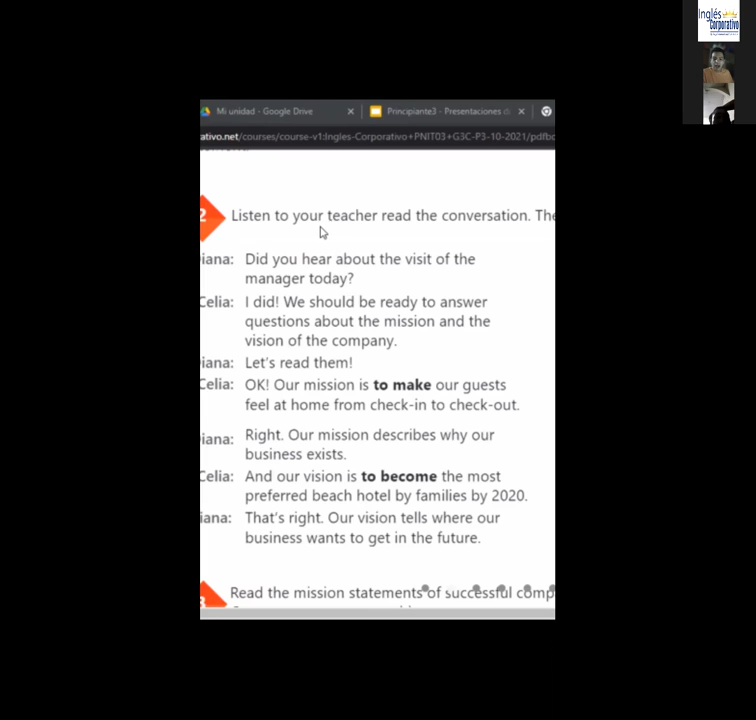 Inglés
Corporativo
Mi unidad - Google Drive
Principiante3 - Presentaciones
ativo.net/courses/course-v1:Ingles-Corporativo+PNIT03+G3C-P3-10-2021/pdfbo
2 Listen to your teacher read the conversation. The
iana: Did you hear about the visit of the
manager today?
Celia: I did! We should be ready to answer
questions about the mission and the
vision of the company.
iana: Let's read them!
Celia: OK! Our mission is to make our guests
feel at home from check-in to check-out.
iana: Right. Our mission describes why our
business exists.
Celia: And our vision is to become the most
preferred beach hotel by families by 2020.
iana: That's right. Our vision tells where our
business wants to get in the future.
3 Read the mission statements of successful comp